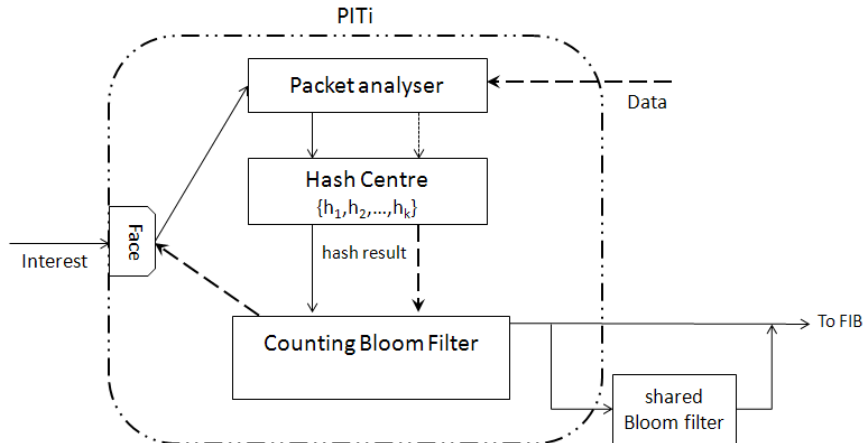 PITi
Packet analyser
Data
Hash Centre
{h₁,h₂,...,hₖ}
Face
Interest
hash result
Counting Bloom Filter
To FIB
shared
Bloom filter